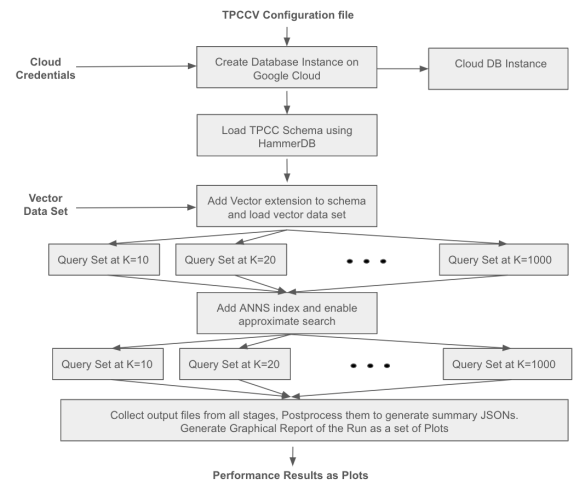 TPCCV Configuration file
Cloud
Credentials
Create Database Instance on
Google Cloud
Cloud DB Instance
Load TPCC Schema using
HammerDB
Vector
Data Set
Add Vector extension to schema
and load vector data set
Query Set at K=10
Query Set at K=20
Query Set at K=1000
Add ANNS index and enable
approximate search
Query Set at K=10
Query Set at K=20
Query Set at K=1000
Collect output files from all stages, Postprocess them to generate summary JSONs.
Generate Graphical Report of the Run as a set of Plots
Performance Results as Plots